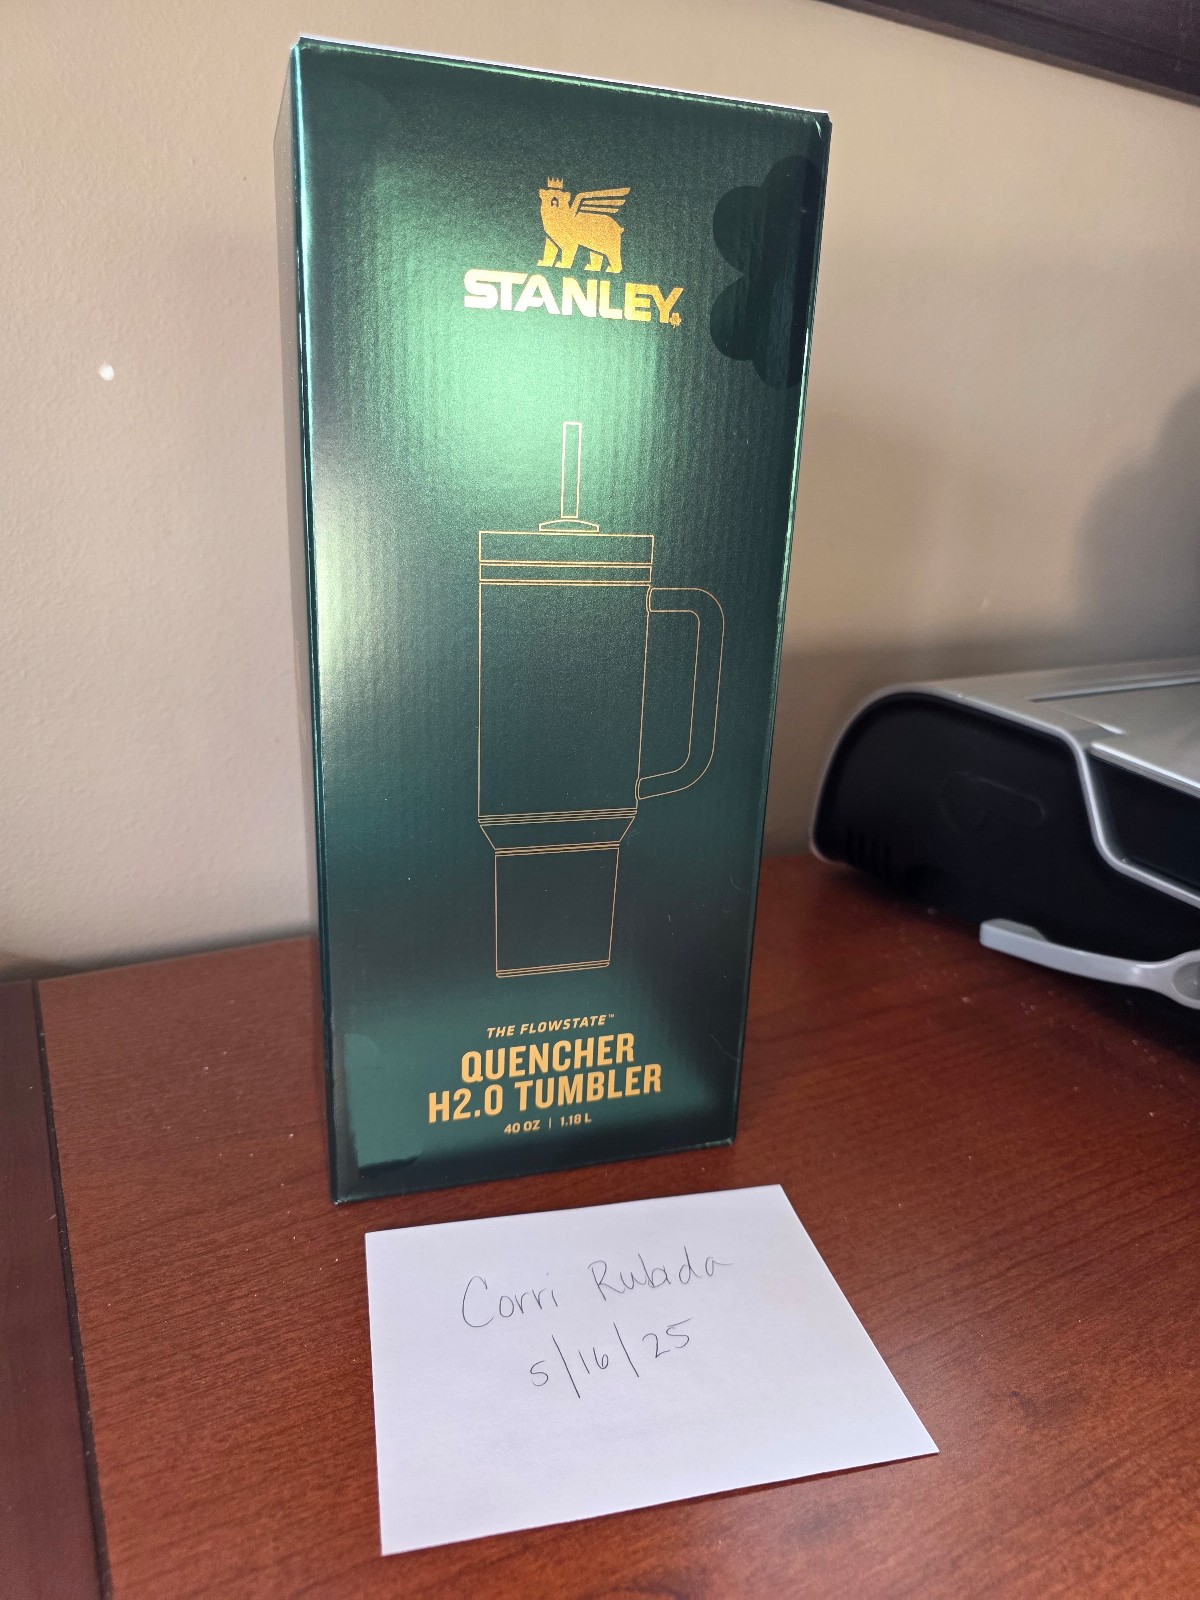 STANLEY
THE FLOWSTATE™
QUENCHER
H2.0 TUMBLER
40 OZ | 1.18 L
Corri Rubada
5/16/25